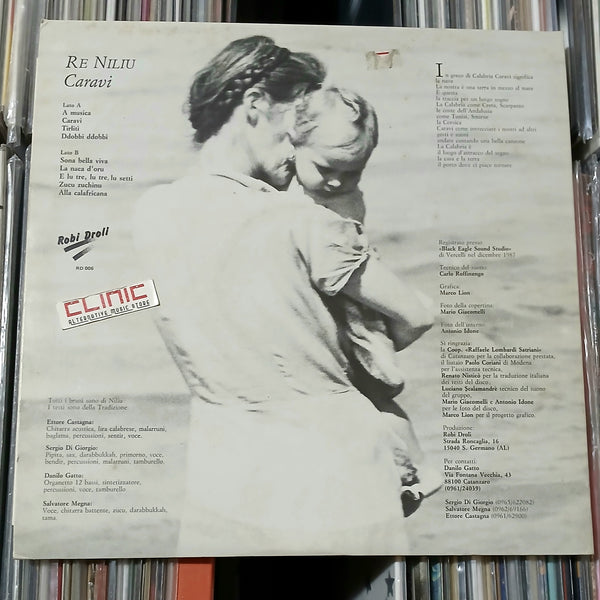 RE NILIU
Caravi
Lato A
A musica
Caravi
Tirliti
Ddobbi ddobbi
Lato B
Sona bella viva
La naca d'oru
E lu tre, lu tre, lu setti
Zucu zuchinu
Alla calafricana
Robi Droli
RD 006
CLINIC
ALTERNATIVE MUSIC STORE
Tutti i brani sono di Niliu
I testi sono della Tradizione
Ettore Castagna:
Chitarra acustica, lira calabrese, malarruni,
baglama, percussioni, sentir, voce.
Sergio Di Giorgio:
Pipita, sax, darabbukkah, primorno, voce,
bendir, percussioni, malarruni, tamburello.
Danilo Gatto:
Organetto 12 bassi, sintetizzatore,
percussioni, voce, tamburello
Salvatore Megna:
Voce, chitarra battente, zucu, darabbukkah,
tama.
In greco di Calabria Caravi significa
la nave
La nostra è una terra in mezzo al mare
E questa
la traccia per un lungo sogno
La Calabria come Ceuta, Scarpanto
le coste dell'Andalusia
come Tunisi, Smirne
la Corsica
Caravi come intrecciare i nostri ad altri
gesti e suoni
andare cantando una bella canzone
La Calabria è
il luogo d'attracco del sogno
la casa e la terra
il porto dove ci piace tornare
Registrato presso
«Black Eagle Sound Studio»
di Vercelli nel dicembre 1987
Tecnico del suono:
Carlo Roffinengo
Grafica:
Marco Lion
Foto della copertina:
Mario Giacomelli
Foto dell'interno:
Antonio Idone
Si ringrazia:
la Coop. «Raffaele Lombardi Satriani»
di Catanzaro per la collaborazione prestata,
il liutaio Paolo Coriani di Modena
per l'assistenza tecnica,
Renato Nisticò per la traduzione italiana
dei testi del disco,
Luciano Scalamandrè tecnico del suono
del gruppo,
Mario Giacomelli e Antonio Idone
per le foto del disco,
Marco Lion per il progetto grafico.
Produzione:
Robi Droli
Strada Roncaglia, 16
15040 S. Germano (AL)
Per contatti:
Danilo Gatto
Via Fontana Vecchia, 43
88100 Catanzaro
(0961/24039)
Sergio Di Giorgio (0965/622082)
Salvatore Megna (0962/69166)
Ettore Castagna (0961/62900)